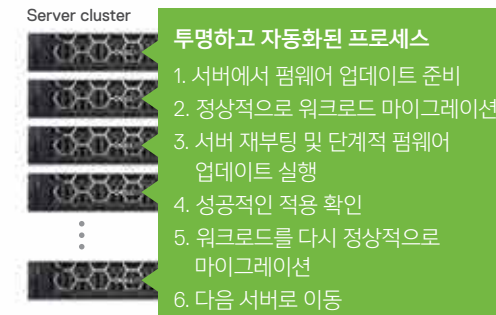 Server cluster
투명하고 자동화된 프로세스
1. 서버에서 펌웨어 업데이트 준비
2. 정상적으로 워크로드 마이그레이션
3. 서버 재부팅 및 단계적 펌웨어
업데이트 실행
4. 성공적인 적용 확인
5. 워크로드를 다시 정상적으로
마이그레이션
6. 다음 서버로 이동